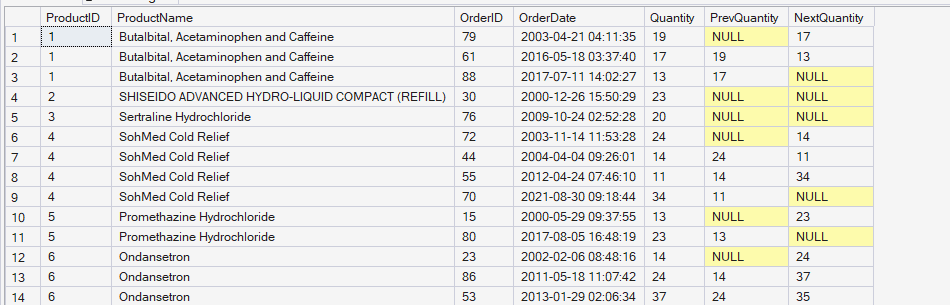 ProductID ProductName OrderID OrderDate Quantity PrevQuantity NextQuantity
1 1 Butalbital, Acetaminophen and Caffeine 79 2003-04-21 04:11:35 19 NULL 17
2 1 Butalbital, Acetaminophen and Caffeine 61 2016-05-18 03:37:40 17 19 13
3 1 Butalbital, Acetaminophen and Caffeine 88 2017-07-11 14:02:27 13 17 NULL
4 2 SHISEIDO ADVANCED HYDRO-LIQUID COMPACT (REFILL) 30 2000-12-26 15:50:29 23 NULL NULL
5 3 Sertraline Hydrochloride 76 2009-10-24 02:52:28 20 NULL NULL
6 4 SohMed Cold Relief 72 2003-11-14 11:53:28 24 NULL 14
7 4 SohMed Cold Relief 44 2004-04-04 09:26:01 14 24 11
8 4 SohMed Cold Relief 55 2012-04-24 07:46:10 11 14 34
9 4 SohMed Cold Relief 70 2021-08-30 09:18:44 34 11 NULL
10 5 Promethazine Hydrochloride 15 2000-05-29 09:37:55 13 NULL 23
11 5 Promethazine Hydrochloride 80 2017-08-05 16:48:19 23 13 NULL
12 6 Ondansetron 23 2002-02-06 08:48:16 14 NULL 24
13 6 Ondansetron 86 2011-05-18 11:07:42 24 14 37
14 6 Ondansetron 53 2013-01-29 02:06:34 37 24 35